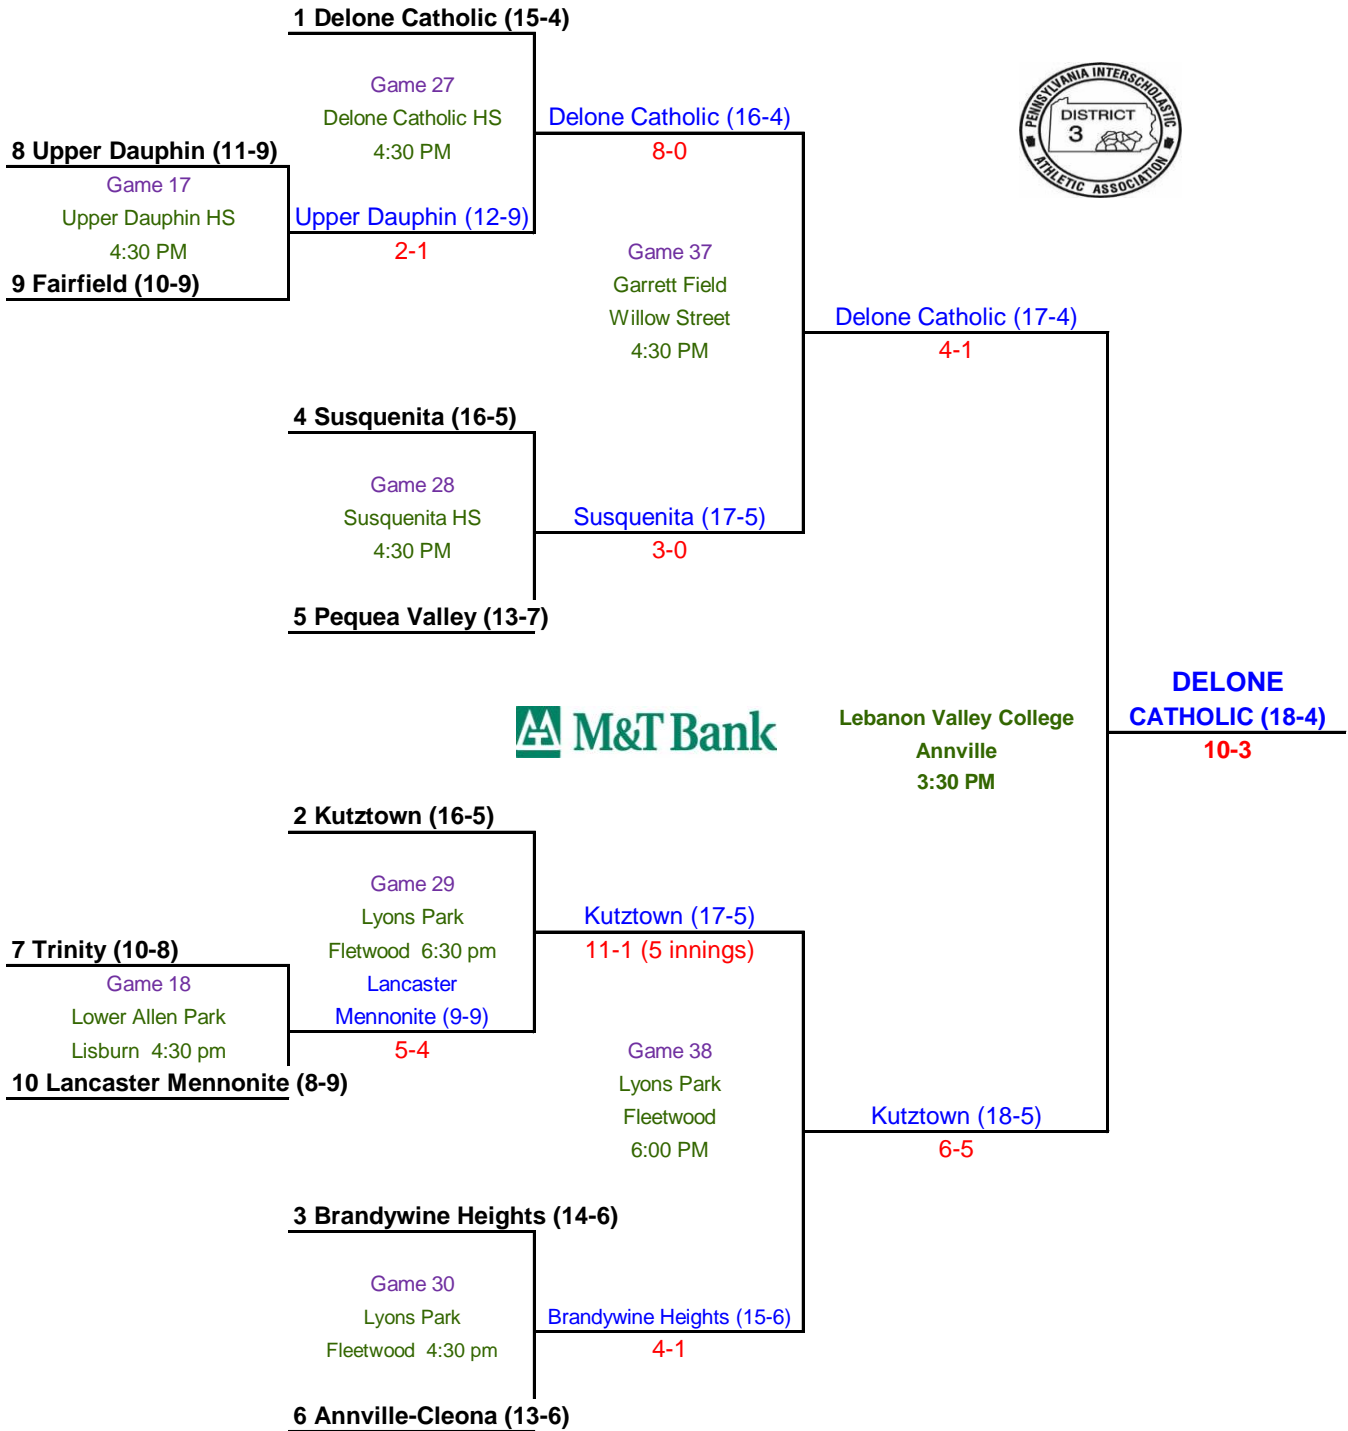 1 Delone Catholic (15-4)
Game 27
Delone Catholic HS
4:30 PM
Delone Catholic (16-4)
8-0
PENNSYLVANIA INTERSCHOLASTIC
DISTRICT
3
ATHLETIC ASSOCIATION
8 Upper Dauphin (11-9)
Game 17
Upper Dauphin HS
4:30 PM
9 Fairfield (10-9)
Upper Dauphin (12-9)
2-1
Game 37
Garrett Field
Willow Street
4:30 PM
Delone Catholic (17-4)
4-1
4 Susquenita (16-5)
Game 28
Susquenita HS
4:30 PM
Susquenita (17-5)
3-0
5 Pequea Valley (13-7)
M&T Bank
Lebanon Valley College
Annville
3:30 PM
DELONE
CATHOLIC (18-4)
10-3
2 Kutztown (16-5)
Game 29
Lyons Park
Fletwood 6:30 pm
Kutztown (17-5)
11-1 (5 innings)
7 Trinity (10-8)
Game 18
Lower Allen Park
Lisburn 4:30 pm
10 Lancaster Mennonite (8-9)
Lancaster
Mennonite (9-9)
5-4
Game 38
Lyons Park
Fleetwood
6:00 PM
Kutztown (18-5)
6-5
3 Brandywine Heights (14-6)
Game 30
Lyons Park
Fleetwood 4:30 pm
Brandywine Heights (15-6)
4-1
6 Annville-Cleona (13-6)